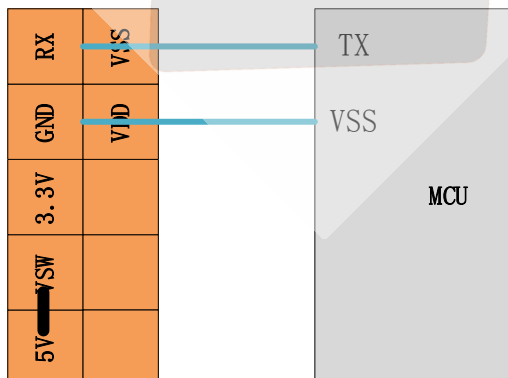 RX VSS TX
GND VDD VSS
3.3V
MCU
VSW
5V